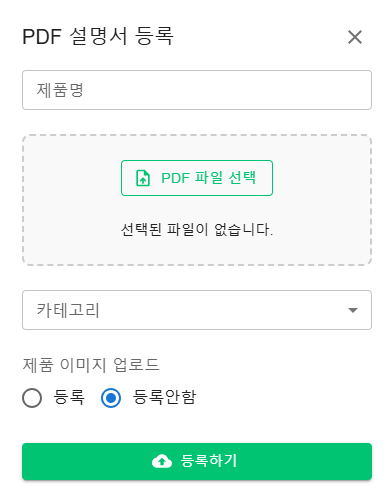 PDF 설명서 등록
제품명
PDF 파일 선택
선택된 파일이 없습니다.
카테고리
제품 이미지 업로드
등록 등록안함
등록하기